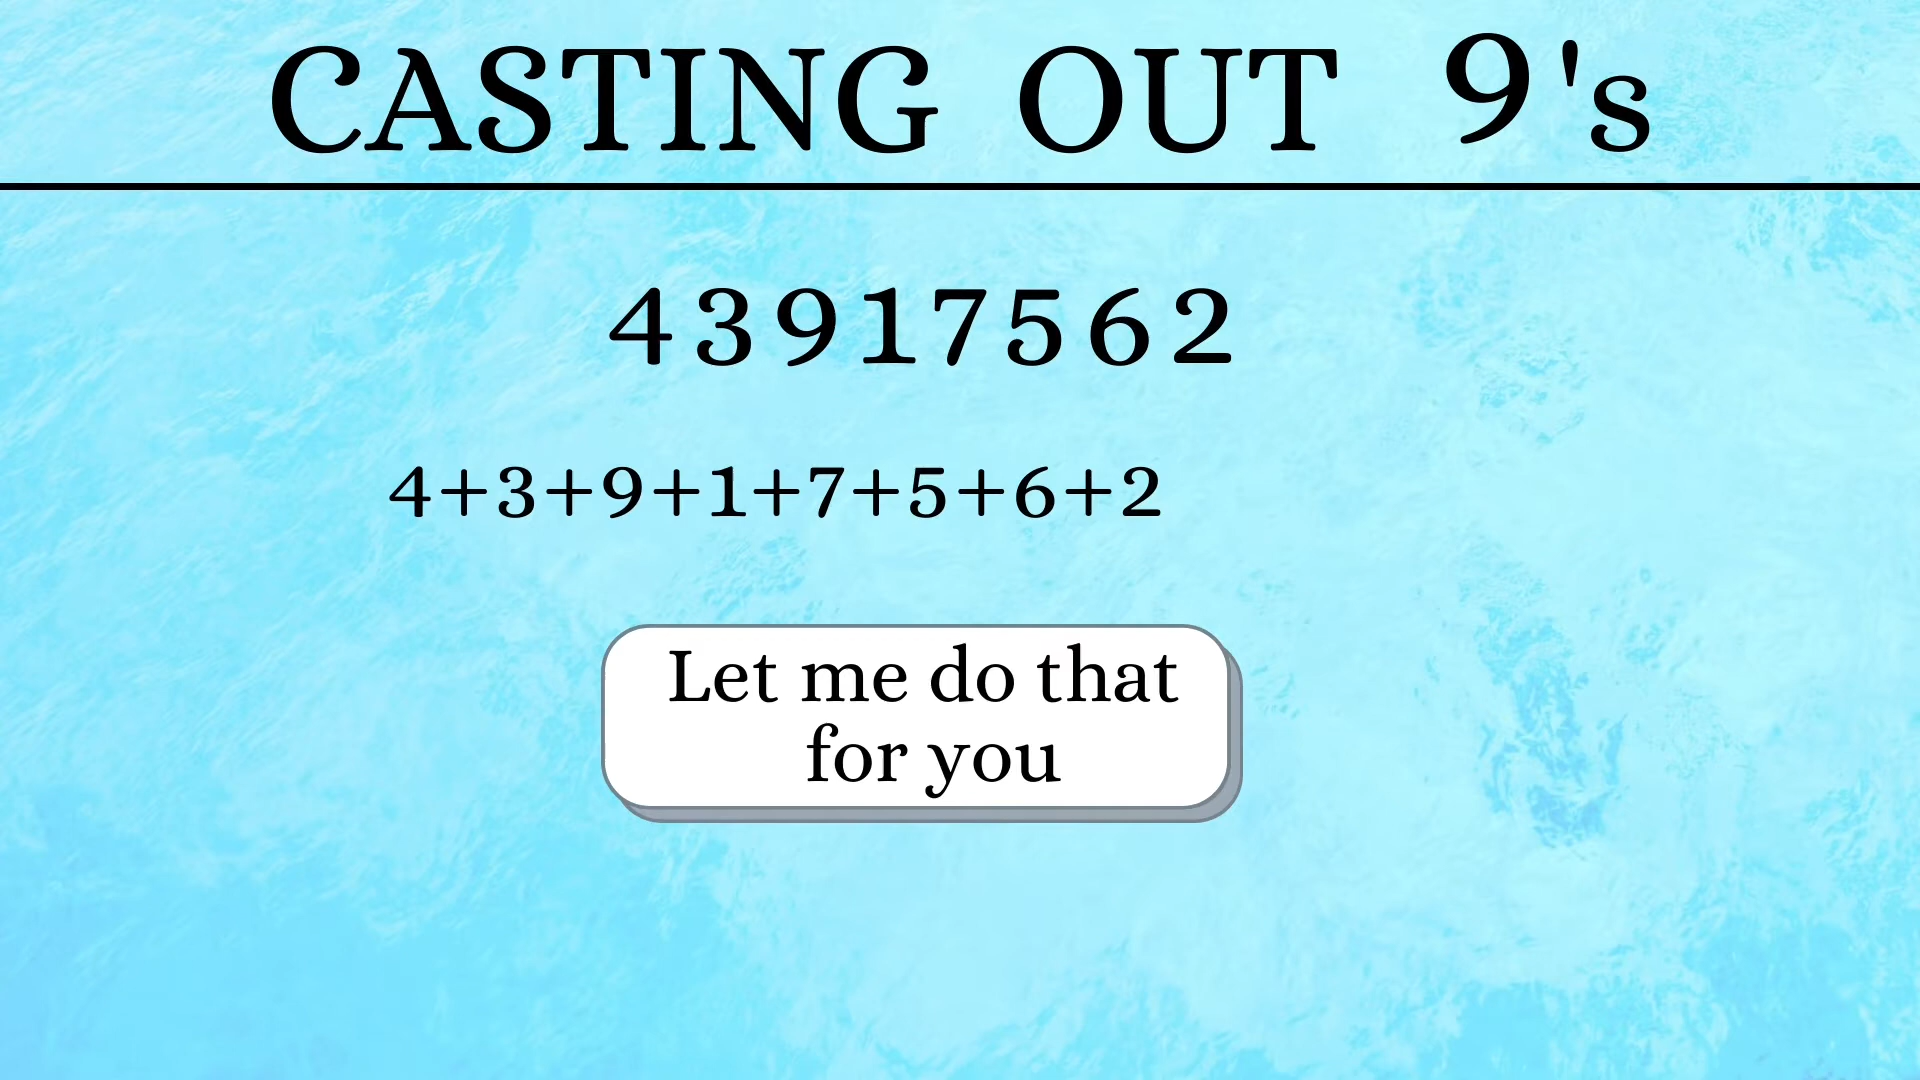 CASTING OUT 9's
43917562
4+3+9+1+7+5+6+2
Let me do that
for you